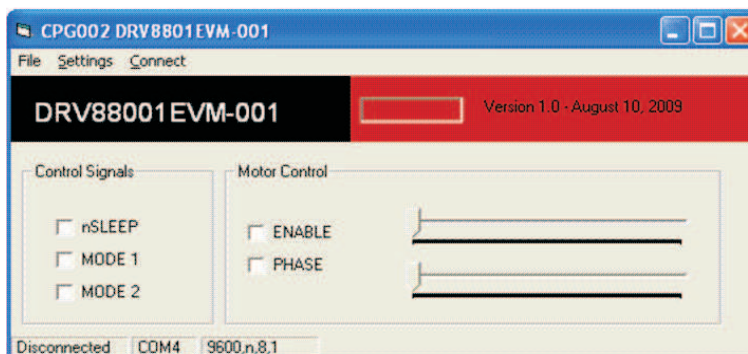 CPG002 DRV8801EVM-001
File Settings Connect
DRV88001EVM-001
Version 1.0 - August 10, 2009
Control Signals
nSLEEP
MODE 1
MODE 2
Motor Control
ENABLE
PHASE
Disconnected COM4 9600,n,8,1